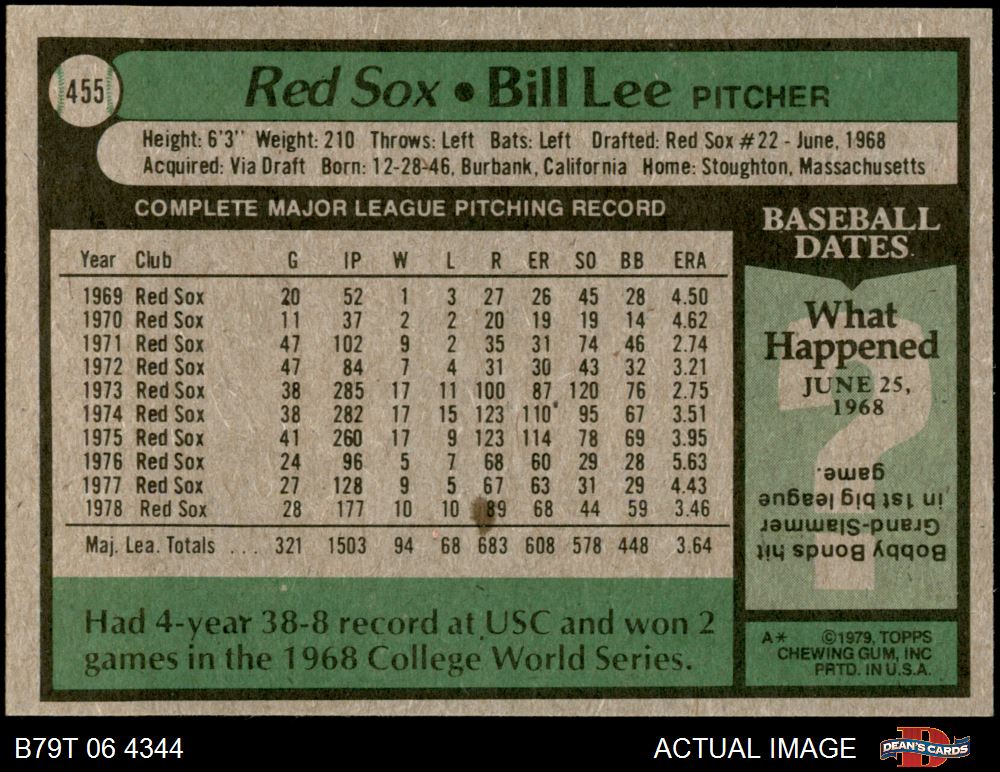 455
Red Sox • Bill Lee PITCHER
Height: 6'3" Weight: 210 Throws: Left Bats: Left Drafted: Red Sox #22 - June, 1968
Acquired: Via Draft Born: 12-28-46, Burbank, California Home: Stoughton, Massachusetts
COMPLETE MAJOR LEAGUE PITCHING RECORD
Year Club G IP W L R ER SO BB ERA
1969 Red Sox 20 52 1 3 27 26 45 28 4.50
1970 Red Sox 11 37 2 2 20 19 19 14 4.62
1971 Red Sox 47 102 9 2 35 31 74 46 2.74
1972 Red Sox 47 84 7 4 31 30 43 32 3.21
1973 Red Sox 38 285 17 11 100 87 120 76 2.75
1974 Red Sox 38 282 17 15 123 110 95 67 3.51
1975 Red Sox 41 260 17 9 123 114 78 69 3.95
1976 Red Sox 24 96 5 7 68 60 29 28 5.63
1977 Red Sox 27 128 9 5 67 63 31 29 4.43
1978 Red Sox 28 177 10 10 89 68 44 59 3.46
Maj. Lea. Totals ... 321 1503 94 68 683 608 578 448 3.64
Had 4-year 38-8 record at USC and won 2
games in the 1968 College World Series.
BASEBALL
DATES
What
Happened
JUNE 25,
1968
Bobby Bonds hit
Grand-Slammer
in 1st big league
game.
A* ©1979, TOPPS
CHEWING GUM, INC
PRTD. IN U.S.A.
B79T 06 4344
ACTUAL IMAGE
D
DEAN'S CARDS